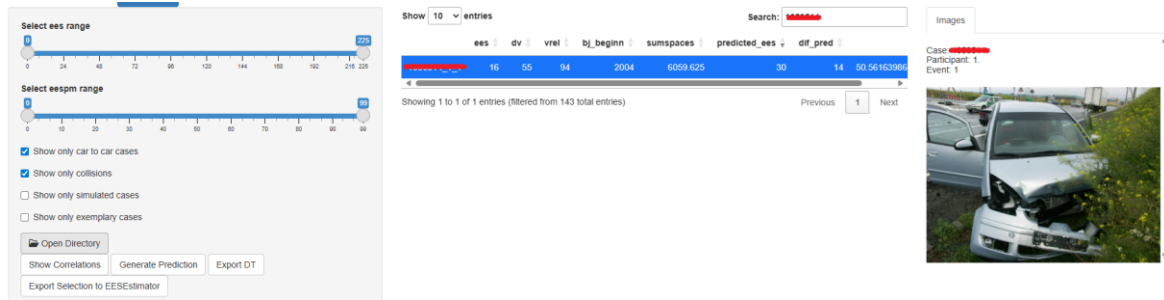 Select ees range
0 225
0 24 48 72 96 120 144 168 192 216 225
Select eespm range
0 99
0 10 20 30 40 50 60 70 80 90 99
Show only car to car cases
Show only collisions
Show only simulated cases
Show only exemplary cases
Open Directory
Show Correlations Generate Prediction Export DT
Export Selection to EESEstimator
Show 10 entries Search:
ees dv vrel bj_beginn sumspaces predicted_ees dif_pred
16 55 94 2004 6059.625 30 14 50.56163986
Showing 1 to 1 of 1 entries (filtered from 143 total entries) Previous 1 Next
Images
Case:
Participant: 1.
Event: 1